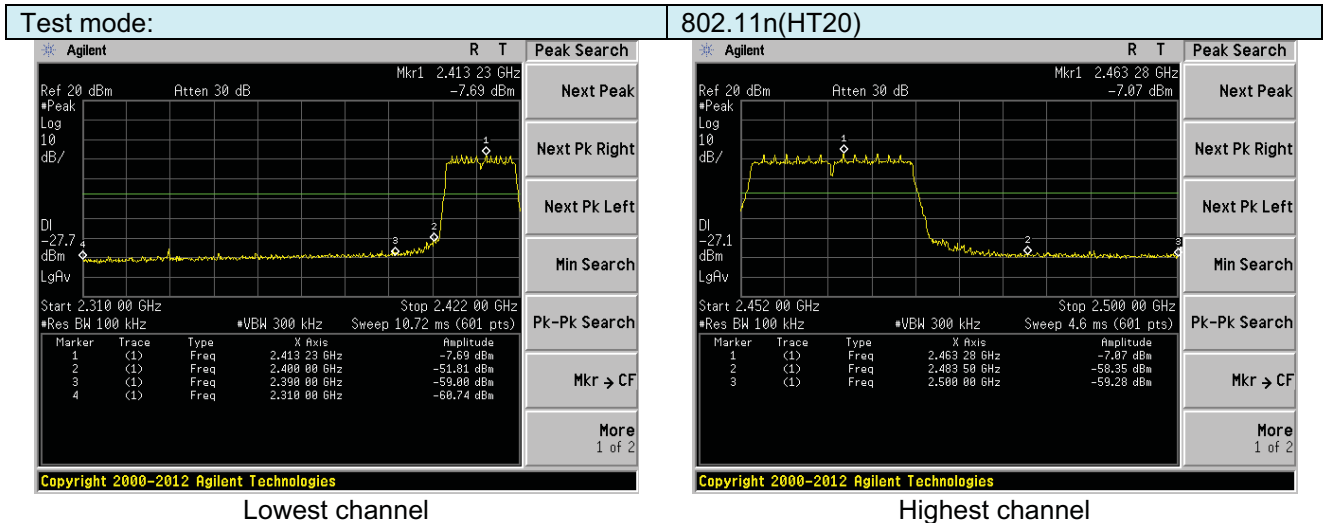 Test mode:
802.11n(HT20)
Agilent
R T
Peak Search
Mkr1 2.413 23 GHz
Ref 20 dBm
Atten 30 dB
-7.69 dBm
#Peak
Log
10
dB/
DI
-27.7
dBm
LgAv
1
2
3
4
Start 2.310 00 GHz
Stop 2.422 00 GHz
#Res BW 100 kHz
#VBW 300 kHz
Sweep 10.72 ms (601 pts)
Marker Trace Type X Axis Amplitude
1 (1) Freq 2.413 23 GHz -7.69 dBm
2 (1) Freq 2.400 00 GHz -51.81 dBm
3 (1) Freq 2.390 00 GHz -59.00 dBm
4 (1) Freq 2.310 00 GHz -60.74 dBm
Next Peak
Next Pk Right
Next Pk Left
Min Search
Pk-Pk Search
Mkr → CF
More
1 of 2
Copyright 2000-2012 Agilent Technologies
Lowest channel
Agilent
R T
Peak Search
Mkr1 2.463 28 GHz
Ref 20 dBm
Atten 30 dB
-7.07 dBm
#Peak
Log
10
dB/
DI
-27.1
dBm
LgAv
1
2
3
Start 2.452 00 GHz
Stop 2.500 00 GHz
#Res BW 100 kHz
#VBW 300 kHz
Sweep 4.6 ms (601 pts)
Marker Trace Type X Axis Amplitude
1 (1) Freq 2.463 28 GHz -7.07 dBm
2 (1) Freq 2.483 50 GHz -58.35 dBm
3 (1) Freq 2.500 00 GHz -59.28 dBm
Next Peak
Next Pk Right
Next Pk Left
Min Search
Pk-Pk Search
Mkr → CF
More
1 of 2
Copyright 2000-2012 Agilent Technologies
Highest channel